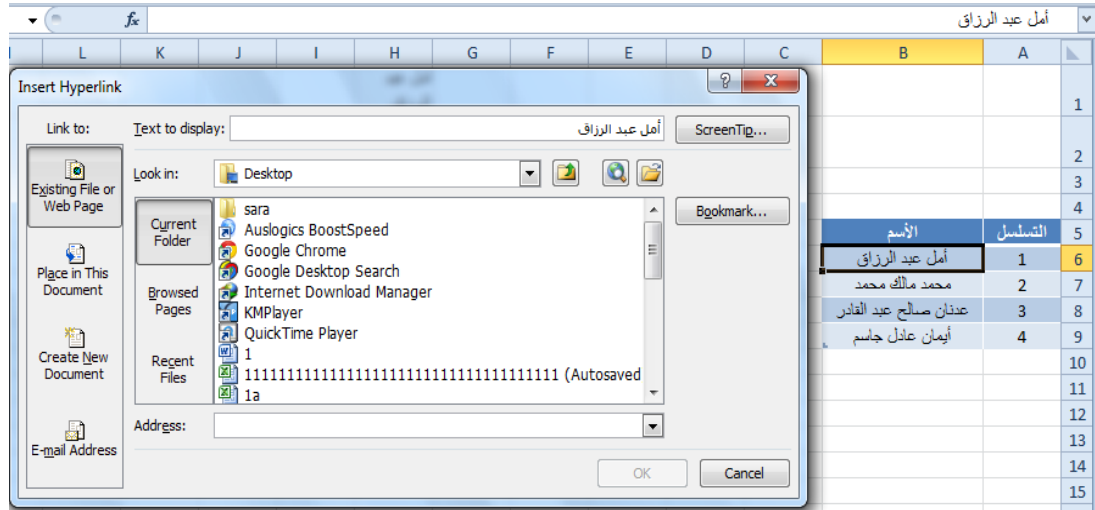 fx أمل عبد الرزاق
L K J I H G F E D C B A
Insert Hyperlink
Link to:
Text to display: أمل عبد الرزاق ScreenTip...
Existing File or Web Page
Place in This Document
Create New Document
E-mail Address
Look in: Desktop
Current Folder
Browsed Pages
Recent Files
sara
Auslogics BoostSpeed
Google Chrome
Google Desktop Search
Internet Download Manager
KMPlayer
QuickTime Player
1
11111111111111111111111111111111111111 (Autosaved
1a
Bookmark...
Address:
OK Cancel
1
2
3
4
التسلسل الأسم 5
1 أمل عبد الرزاق 6
2 محمد مالك محمد 7
3 عدنان صالح عبد القادر 8
4 أيمان عادل جاسم 9
10
11
12
13
14
15